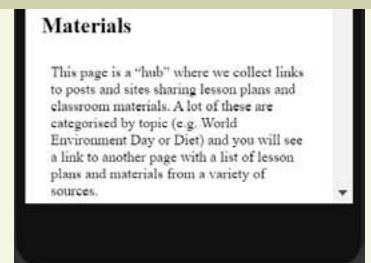 Materials
This page is a “hub” where we collect links
to posts and sites sharing lesson plans and
classroom materials. A lot of these are
categorised by topic (e.g. World
Environment Day or Diet) and you will see
a link to another page with a list of lesson
plans and materials from a variety of
sources.